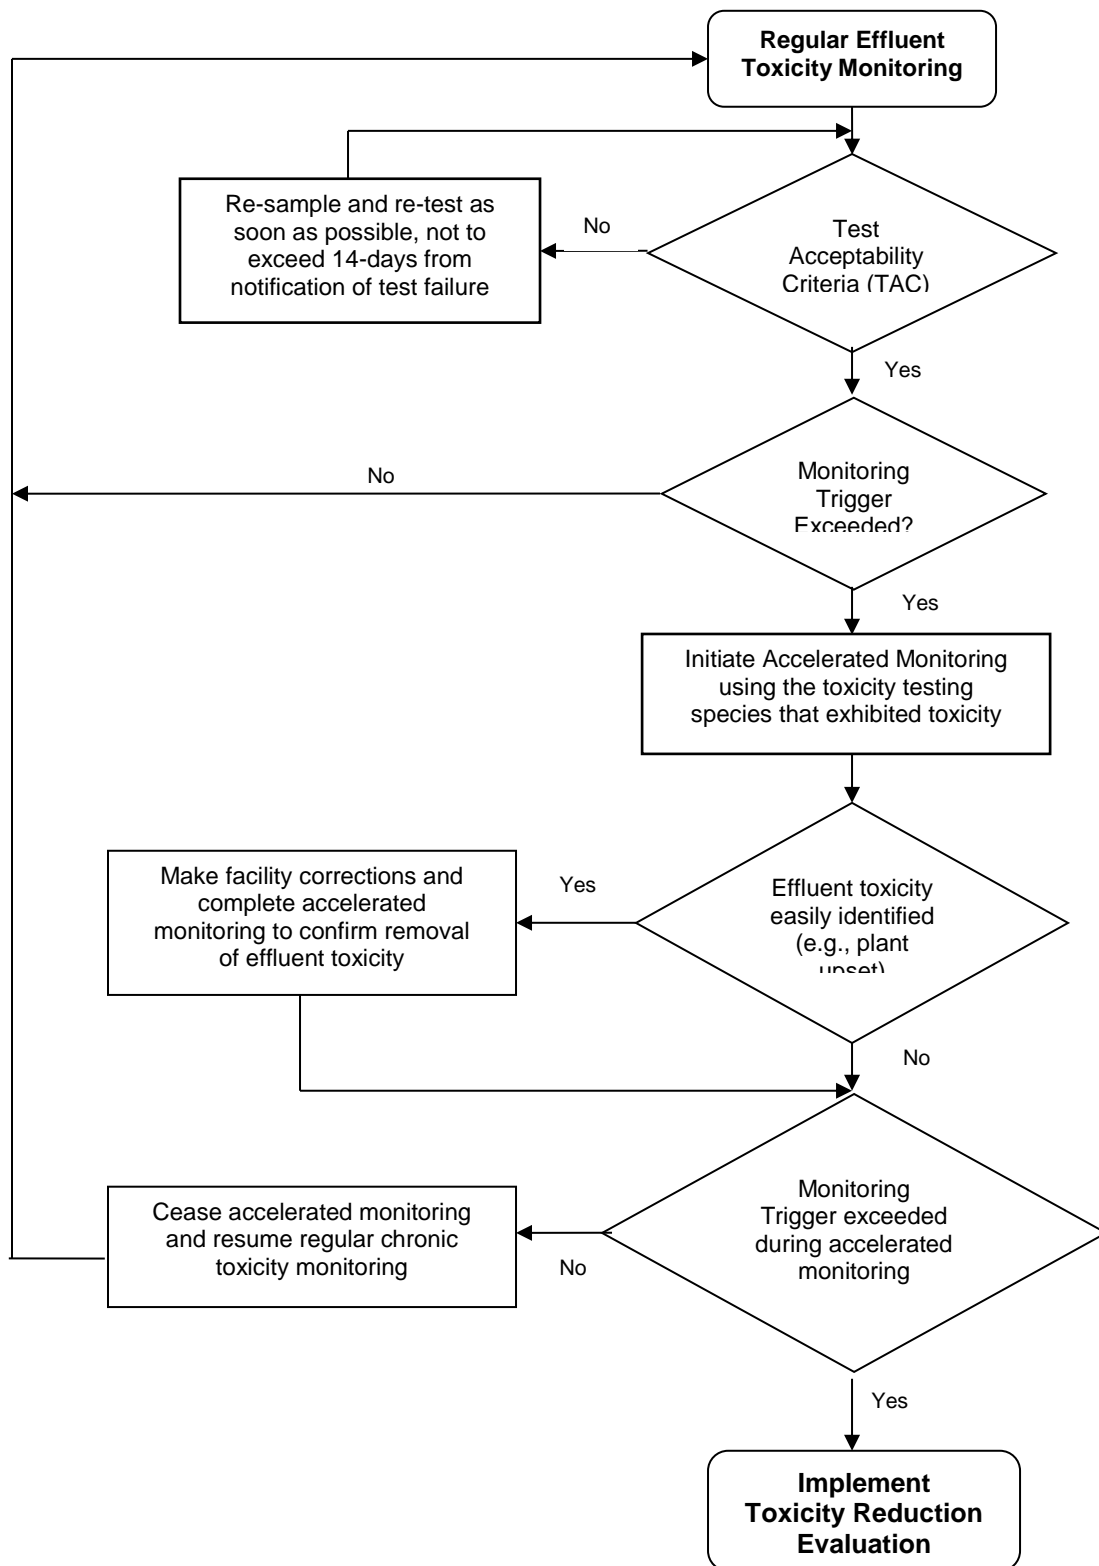 Regular Effluent
Toxicity Monitoring
Re-sample and re-test as
soon as possible, not to
exceed 14-days from
notification of test failure
No
Test
Acceptability
Criteria (TAC)
Yes
No
Monitoring
Trigger
Exceeded?
Yes
Initiate Accelerated Monitoring
using the toxicity testing
species that exhibited toxicity
Make facility corrections and
complete accelerated
monitoring to confirm removal
of effluent toxicity
Yes
Effluent toxicity
easily identified
(e.g., plant
upset)
No
Cease accelerated monitoring
and resume regular chronic
toxicity monitoring
No
Monitoring
Trigger exceeded
during accelerated
monitoring
Yes
Implement
Toxicity Reduction
Evaluation